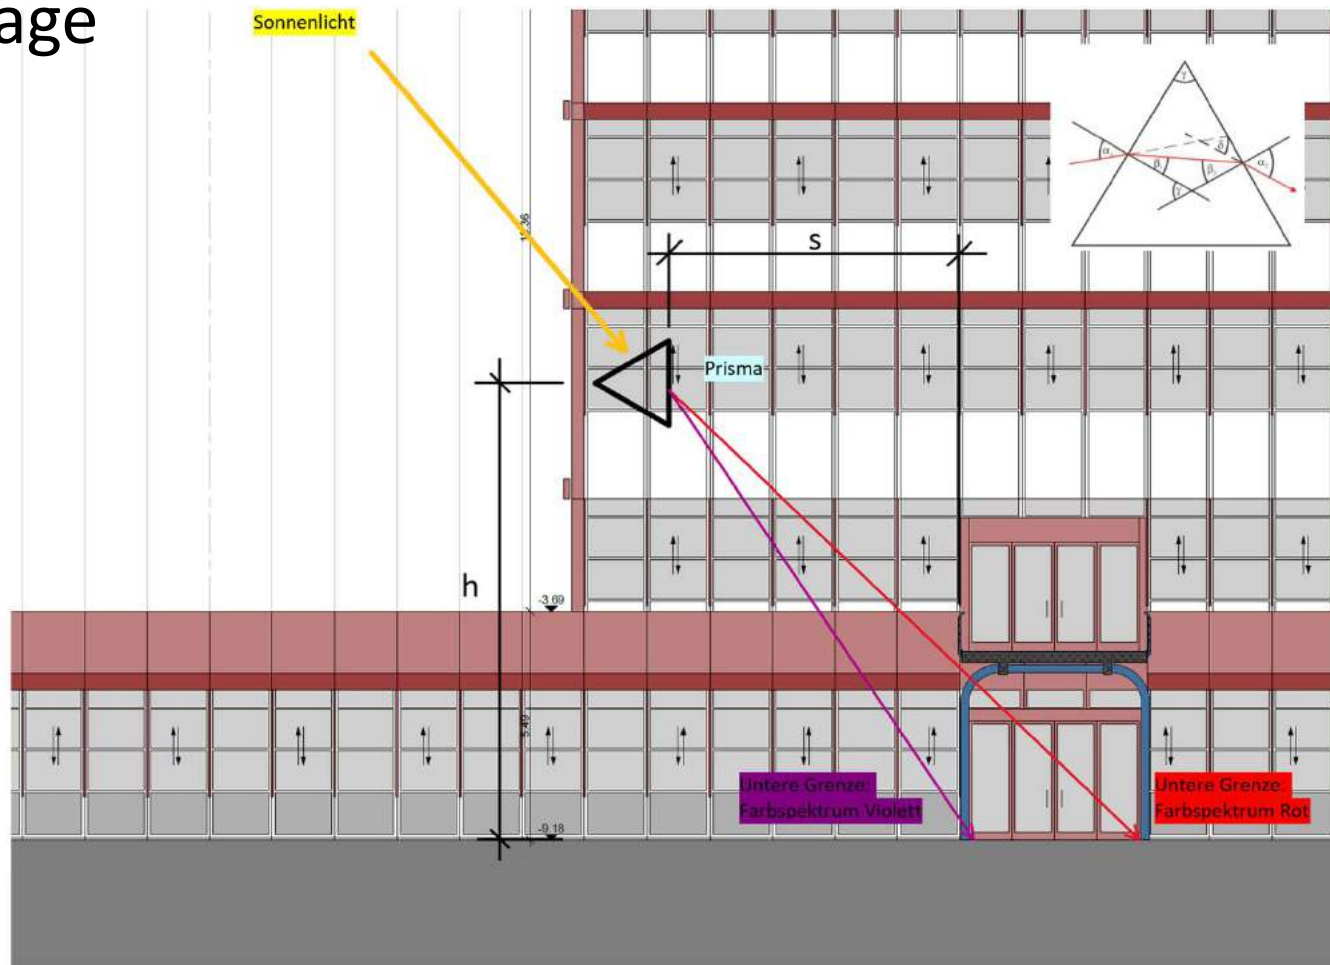 age
Sonnenlicht
γ
α
δ
β
β
α
γ
s
Prisma
h
-3.69
5.49
Untere Grenze:
Farbspektrum Violett
Untere Grenze:
Farbspektrum Rot
-9.18